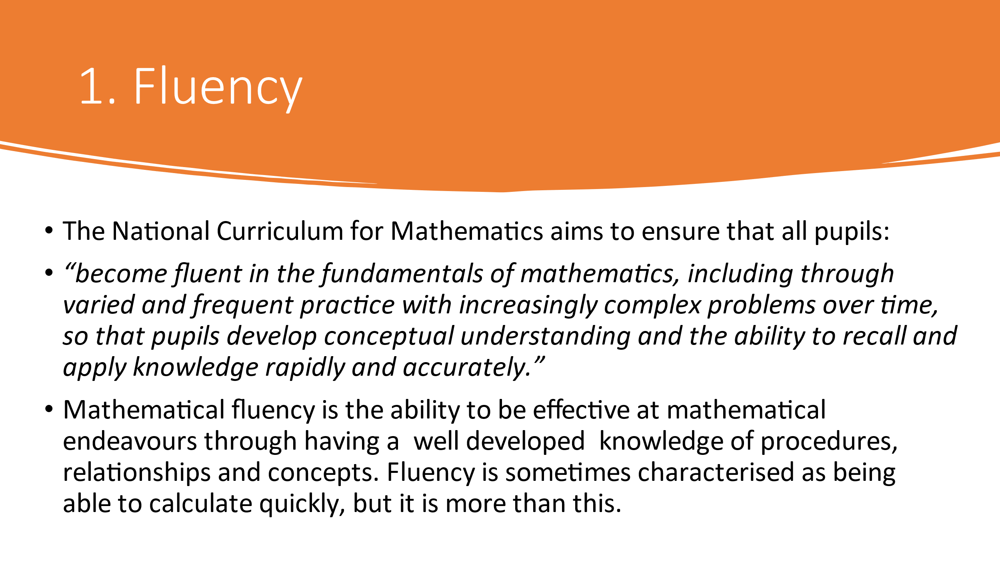 1. Fluency
• The National Curriculum for Mathematics aims to ensure that all pupils:
• “become fluent in the fundamentals of mathematics, including through
varied and frequent practice with increasingly complex problems over time,
so that pupils develop conceptual understanding and the ability to recall and
apply knowledge rapidly and accurately.”
• Mathematical fluency is the ability to be effective at mathematical
endeavours through having a  well developed  knowledge of procedures,
relationships and concepts. Fluency is sometimes characterised as being
able to calculate quickly, but it is more than this.